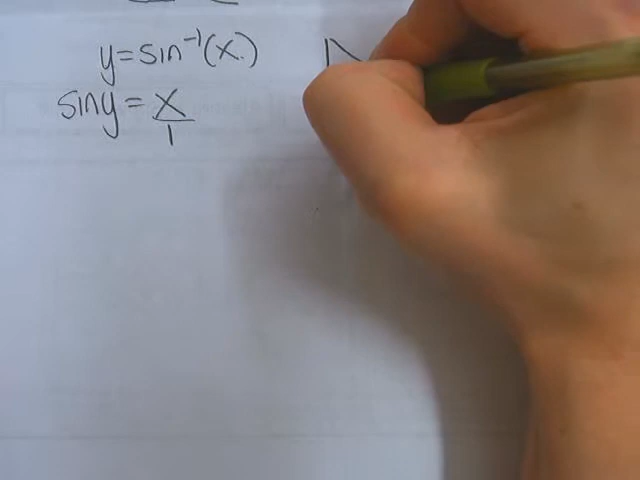 y = sin⁻¹(x)
sin y = x/1